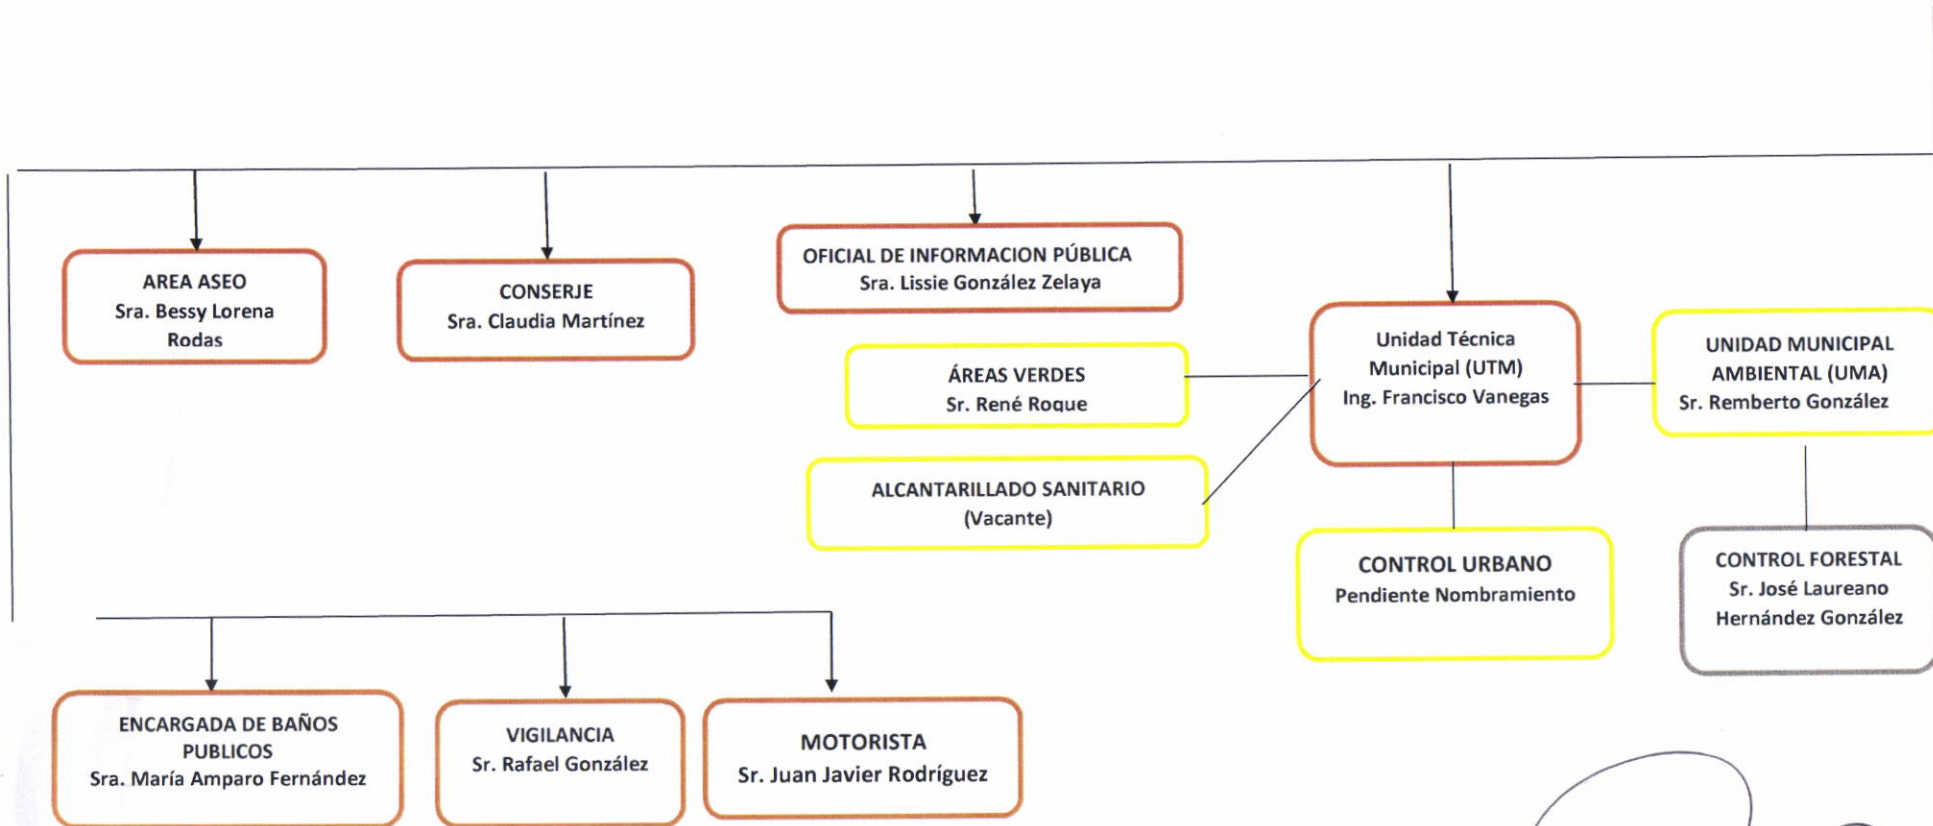 AREA ASEO
Sra. Bessy Lorena
Rodas
CONSERJE
Sra. Claudia Martínez
OFICIAL DE INFORMACION PÚBLICA
Sra. Lissie González Zelaya
Unidad Técnica
Municipal (UTM)
Ing. Francisco Vanegas
UNIDAD MUNICIPAL
AMBIENTAL (UMA)
Sr. Remberto González
ÁREAS VERDES
Sr. René Roque
ALCANTARILLADO SANITARIO
(Vacante)
CONTROL URBANO
Pendiente Nombramiento
CONTROL FORESTAL
Sr. José Laureano
Hernández González
ENCARGADA DE BAÑOS
PUBLICOS
Sra. María Amparo Fernández
VIGILANCIA
Sr. Rafael González
MOTORISTA
Sr. Juan Javier Rodríguez